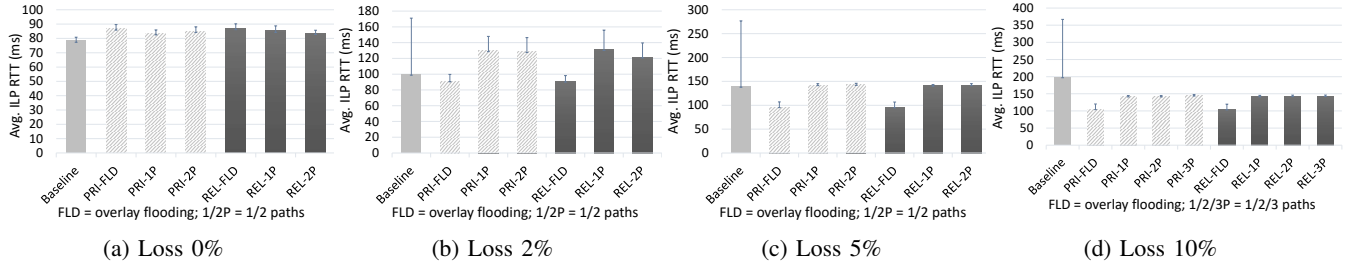 Avg. ILP RTT (ms)
100
90
80
70
60
50
40
30
20
10
0
Baseline
PRI-FLD
PRI-1P
PRI-2P
REL-FLD
REL-1P
REL-2P
FLD = overlay flooding; 1/2P = 1/2 paths
(a) Loss 0%
Avg. ILP RTT (ms)
180
160
140
120
100
80
60
40
20
0
Baseline
PRI-FLD
PRI-1P
PRI-2P
REL-FLD
REL-1P
REL-2P
FLD = overlay flooding; 1/2P = 1/2 paths
(b) Loss 2%
Avg. ILP RTT (ms)
300
250
200
150
100
50
0
Baseline
PRI-FLD
PRI-1P
PRI-2P
REL-FLD
REL-1P
REL-2P
FLD = overlay flooding; 1/2P = 1/2 paths
(c) Loss 5%
Avg. ILP RTT (ms)
400
350
300
250
200
150
100
50
0
Baseline
PRI-FLD
PRI-1P
PRI-2P
PRI-3P
REL-FLD
REL-1P
REL-2P
REL-3P
FLD = overlay flooding; 1/2/3P = 1/2/3 paths
(d) Loss 10%